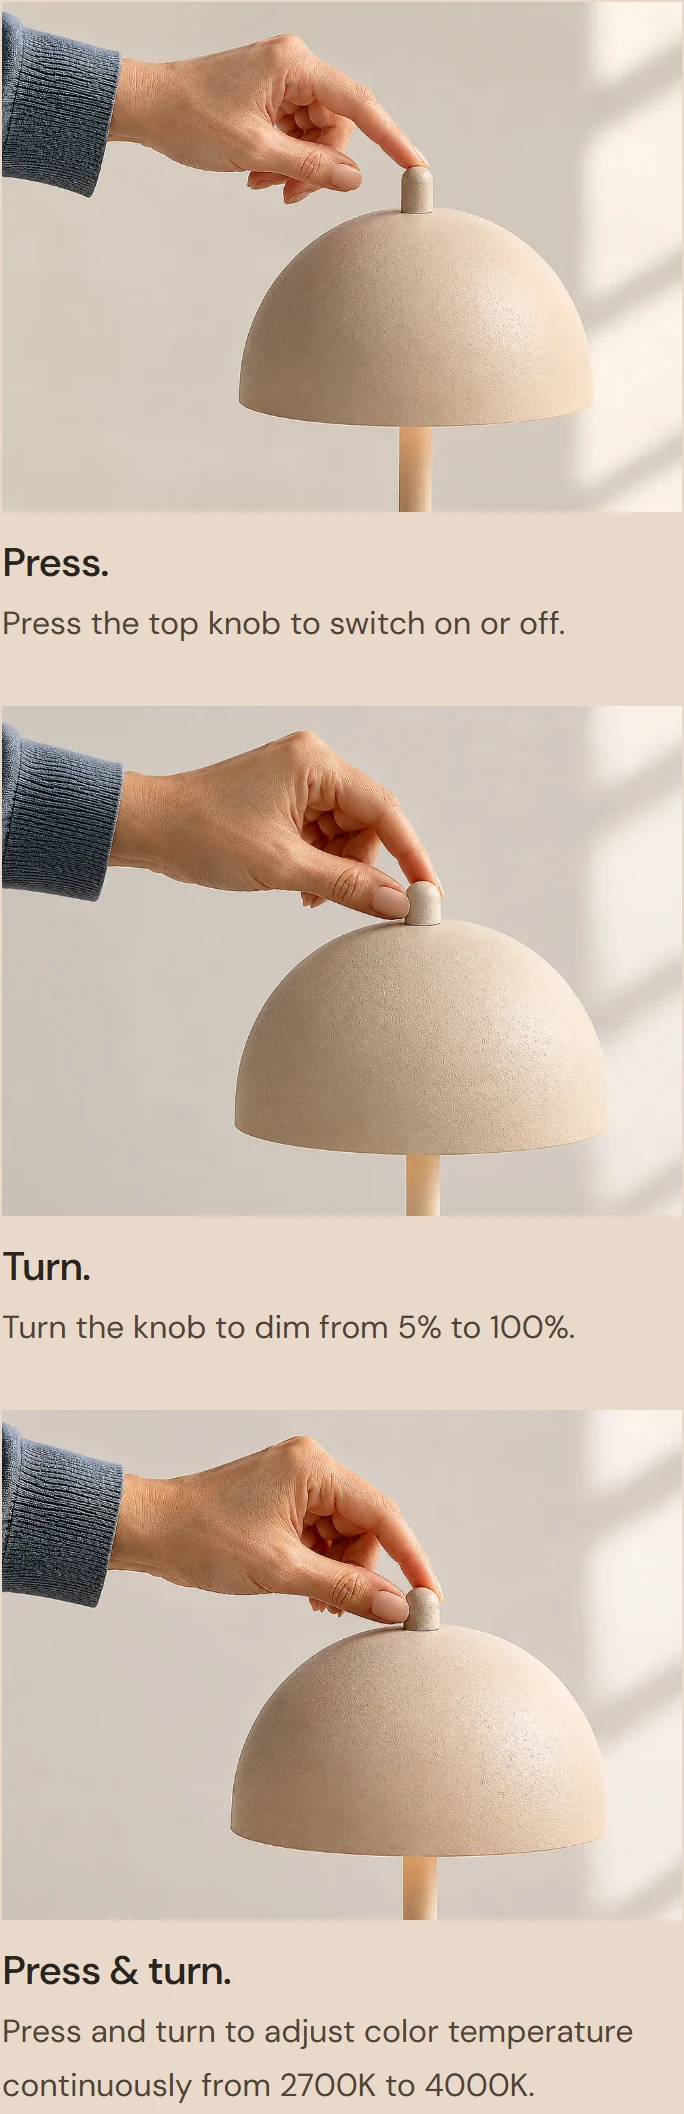 Press.
Press the top knob to switch on or off.
Turn.
Turn the knob to dim from 5% to 100%.
Press & turn.
Press and turn to adjust color temperature
continuously from 2700K to 4000K.